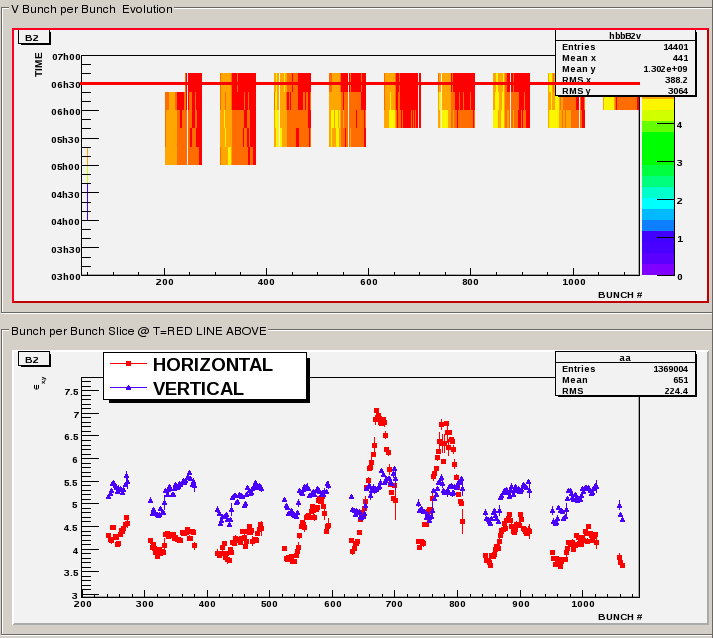 V Bunch per Bunch Evolution
B2
hbbB2v
Entries 14401
Mean x 441
Mean y 1.302e+09
RMS x 388.2
RMS y 3064
TIME
07h00
06h30
06h00
05h30
05h00
04h30
04h00
03h30
03h00
200 400 600 800 1000
BUNCH #
4
3
2
1
0
Bunch per Bunch Slice @ T=RED LINE ABOVE
B2
HORIZONTAL
VERTICAL
aa
Entries 1369004
Mean 651
RMS 224.4
ε xy
7.5
7
6.5
6
5.5
5
4.5
4
3.5
3
200 300 400 500 600 700 800 900 1000
BUNCH #